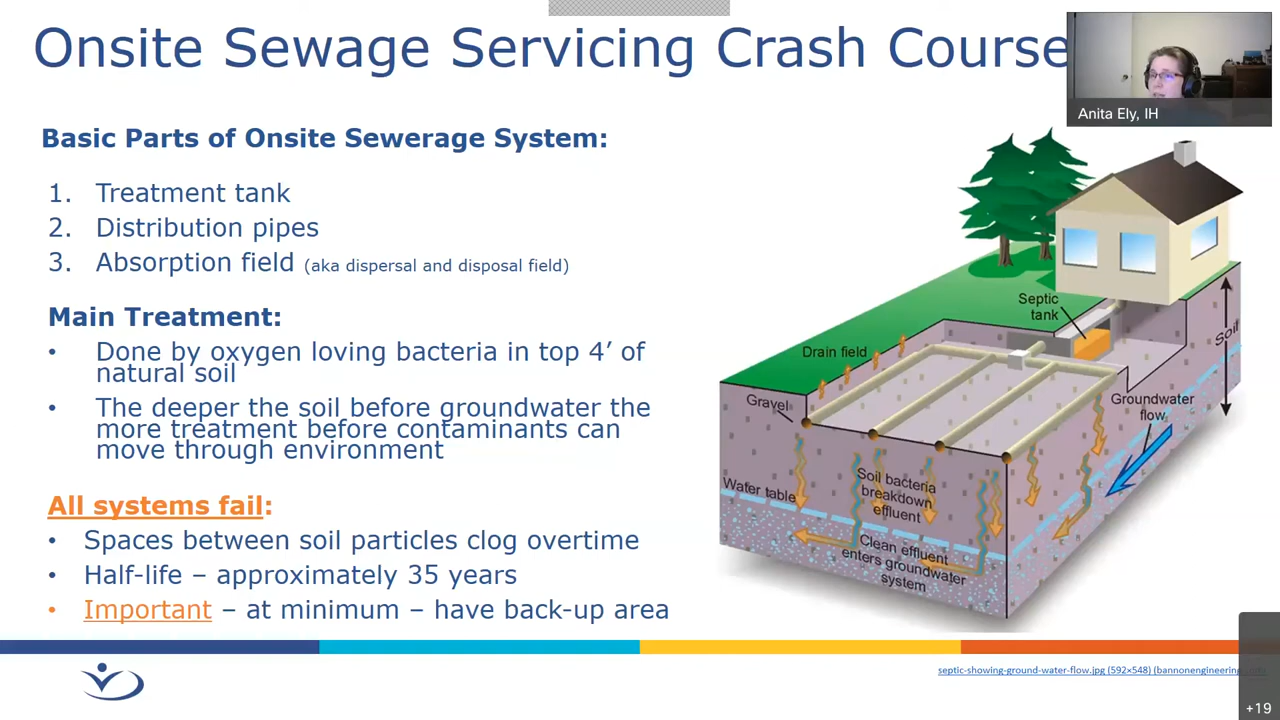 Onsite Sewage Servicing Crash Course
Anita Ely, IH
Basic Parts of Onsite Sewerage System:
1. Treatment tank
2. Distribution pipes
3. Absorption field (aka dispersal and disposal field)
Main Treatment:
• Done by oxygen loving bacteria in top 4’ of
natural soil
• The deeper the soil before groundwater the
more treatment before contaminants can
move through environment
All systems fail:
• Spaces between soil particles clog overtime
• Half-life – approximately 35 years
• Important – at minimum – have back-up area
Septic
tank
Soil
Drain field
Gravel
Groundwater
flow
Water table
Soil bacteria
breakdown
effluent
Clean effluent
enters groundwater
system
septic-showing-ground-water-flow.jpg (592×548) (bannonengineering
+19